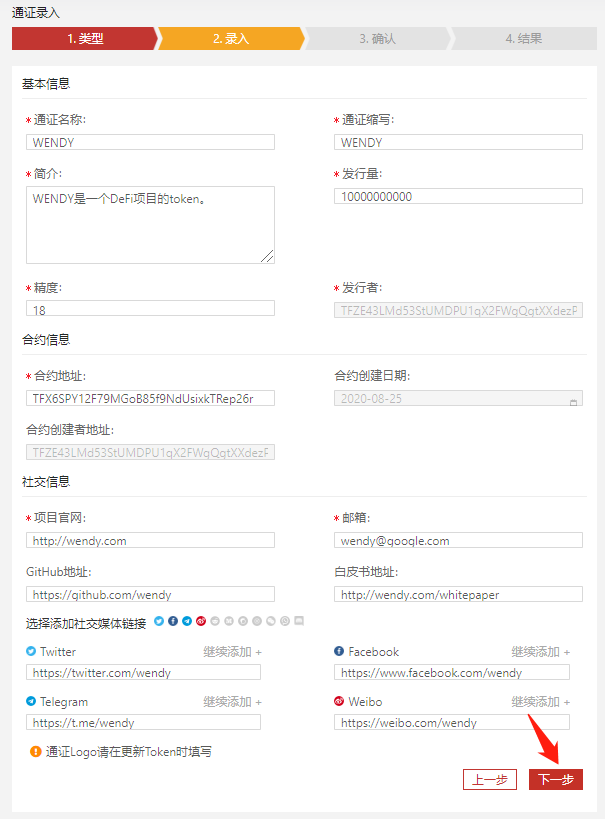 通证录入
1. 类型 2. 录入 3. 确认 4. 结果
基本信息
* 通证名称: * 通证缩写:
WENDY WENDY
* 简介: * 发行量:
WENDY是一个DeFi项目的token。 10000000000
* 精度: * 发行者:
18 TFZE43LMd53StUMDPU1qX2FWqQqtXXdezF
合约信息
* 合约地址: 合约创建日期:
TFX6SPY12F79MGoB85f9NdUsixkTRep26r 2020-08-25
合约创建者地址:
TFZE43LMd53StUMDPU1qX2FWqQqtXXdezF
社交信息
* 项目官网: * 邮箱:
http://wendy.com wendy@google.com
GitHub地址: 白皮书地址:
https://github.com/wendy http://wendy.com/whitepaper
选择添加社交媒体链接
Twitter 继续添加 + Facebook 继续添加 +
https://twitter.com/wendy https://www.facebook.com/wendy
Telegram 继续添加 + Weibo 继续添加 +
https://t.me/wendy https://weibo.com/wendy
通证Logo请在更新Token时填写
上一步 下一步